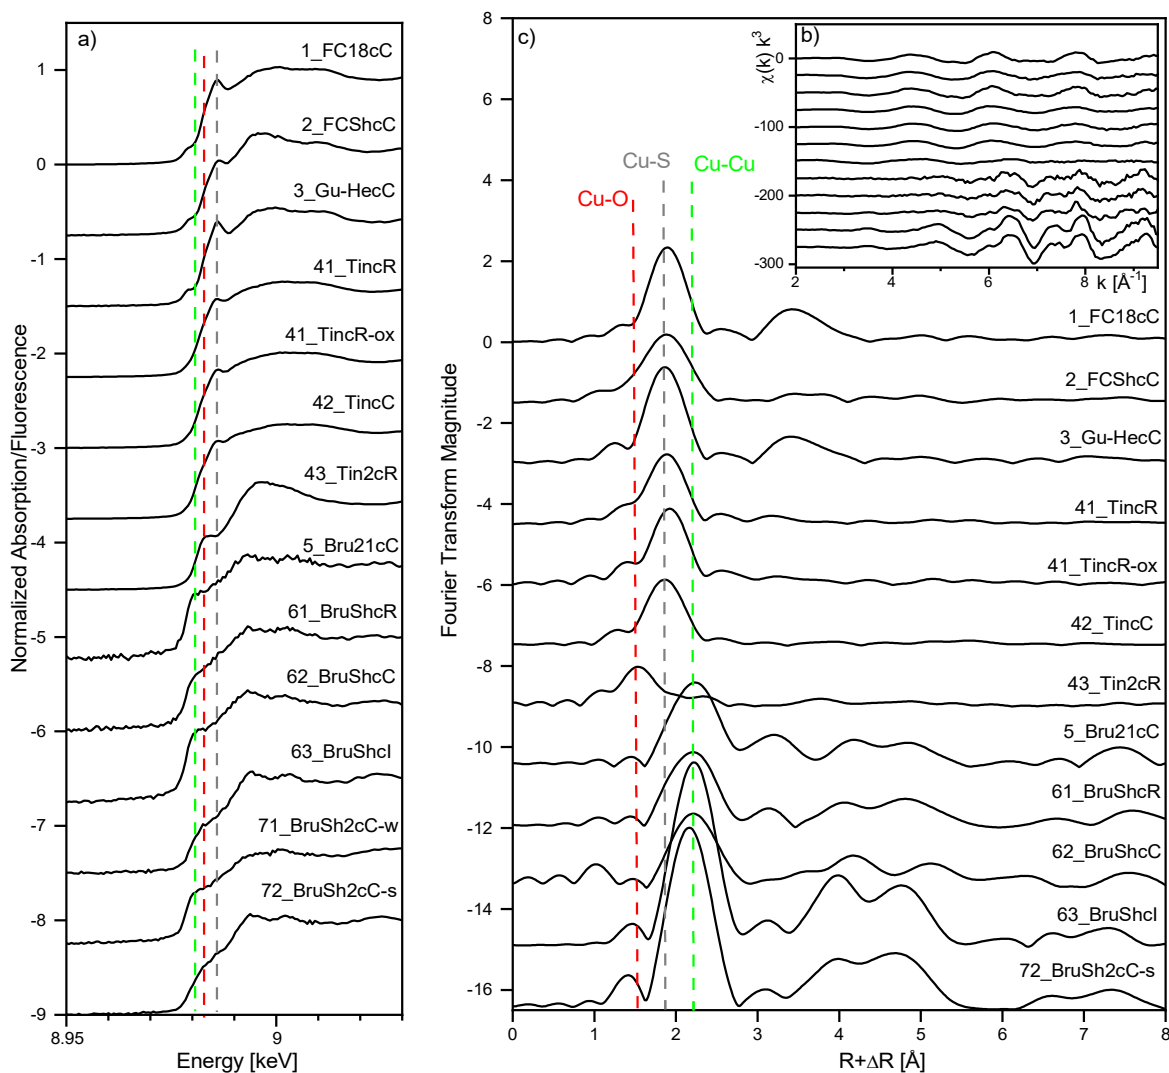 a)
1_FC18cC
2_FCShcC
3_Gu-HecC
41_TincR
41_TincR-ox
42_TincC
43_Tin2cR
5_Bru21cC
61_BruShcR
62_BruShcC
63_BruShcI
71_BruSh2cC-w
72_BruSh2cC-s
1
0
-1
-2
-3
-4
-5
-6
-7
-8
-9
8.95
9
Energy [keV]
Normalized Absorption/Fluorescence
c)
Cu-O
Cu-S
Cu-Cu
1_FC18cC
2_FCShcC
3_Gu-HecC
41_TincR
41_TincR-ox
42_TincC
43_Tin2cR
5_Bru21cC
61_BruShcR
62_BruShcC
63_BruShcI
72_BruSh2cC-s
8
6
4
2
0
-2
-4
-6
-8
-10
-12
-14
-16
0
1
2
3
4
5
6
7
8
R+ΔR [Å]
Fourier Transform Magnitude
b)
χ(k) k³
0
-100
-200
-300
2
4
6
8
k [Å⁻¹]